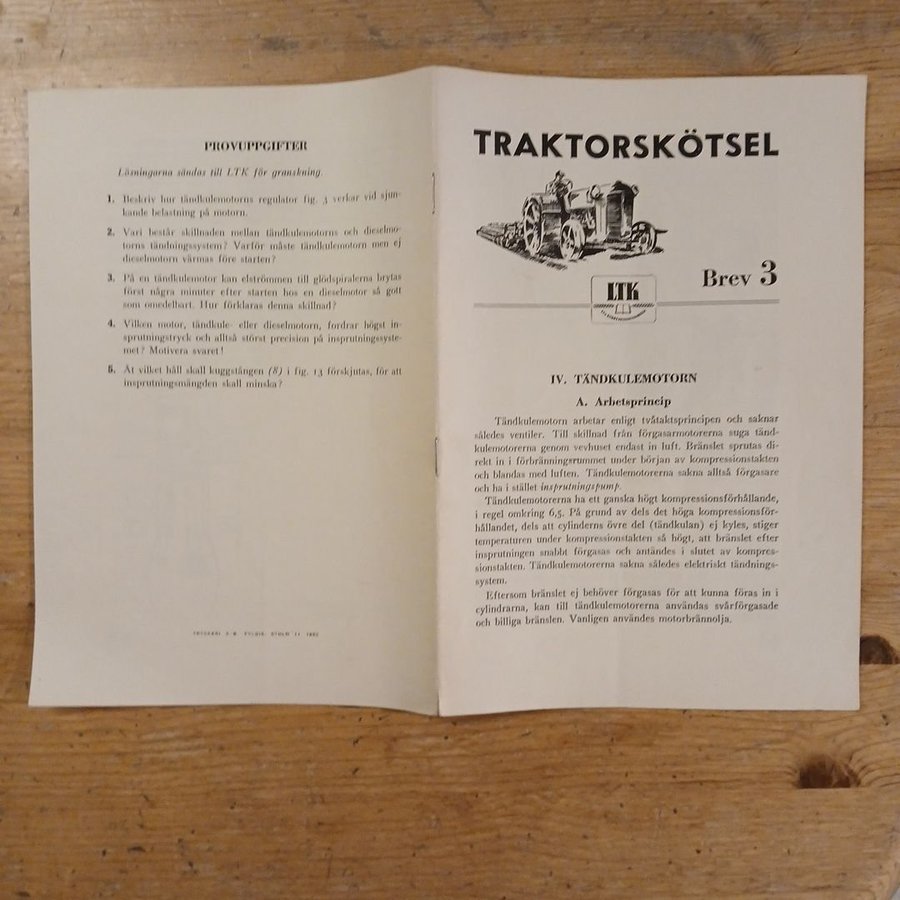 PROVUPPGIFTER
Lösningarna sändas till LTK för granskning.
1. Beskriv hur tändkulemotorns regulator fig. 3 verkar vid sjun-
kande belastning på motorn.
2. Vari består skillnaden mellan tändkulemotorns och dieselmo-
torns tändningssystem? Varför måste tändkulemotorn men ej
dieselmotorn värmas före starten?
3. På en tändkulemotor kan elströmmen till glödspiralerna brytas
först några minuter efter starten hos en dieselmotor så gott
som omedelbart. Hur förklaras denna skillnad?
4. Vilken motor, tändkule- eller dieselmotorn, fordrar högst in-
sprutningstryck och alltså störst precision på insprutningssyste-
met? Motivera svaret!
5. Åt vilket håll skall kuggstången (8) i fig. 13 förskjutas, för att
insprutningsmängden skall minska?
TRAKTORSKÖTSEL
Brev 3
LTK
IV. TÄNDKULEMOTORN
A. Arbetsprincip
Tändkulemotorn arbetar enligt tvåtaktsprincipen och saknar
således ventiler. Till skillnad från förgasarmotorerna suga tänd-
kulemotorerna genom vevhuset endast in luft. Bränslet sprutas di-
rekt in i förbränningsrummet under början av kompressionstakten
och blandas med luften. Tändkulemotorerna sakna alltså förgasare
och ha i stället insprutningspump.
Tändkulemotorerna ha ett ganska högt kompressionsförhållande,
i regel omkring 6,5. På grund av dels det höga kompressionsför-
hållandet, dels att cylinderns övre del (tändkulan) ej kyles, stiger
temperaturen under kompressionstakten så högt, att bränslet efter
insprutningen snabbt förgasas och antändes i slutet av kompres-
sionstakten. Tändkulemotorerna sakna således elektriskt tändnings-
system.
Eftersom bränslet ej behöver förgasas för att kunna föras in i
cylindrarna, kan till tändkulemotorerna användas svårförgasade
och billiga bränslen. Vanligen användes motorbrännolja.